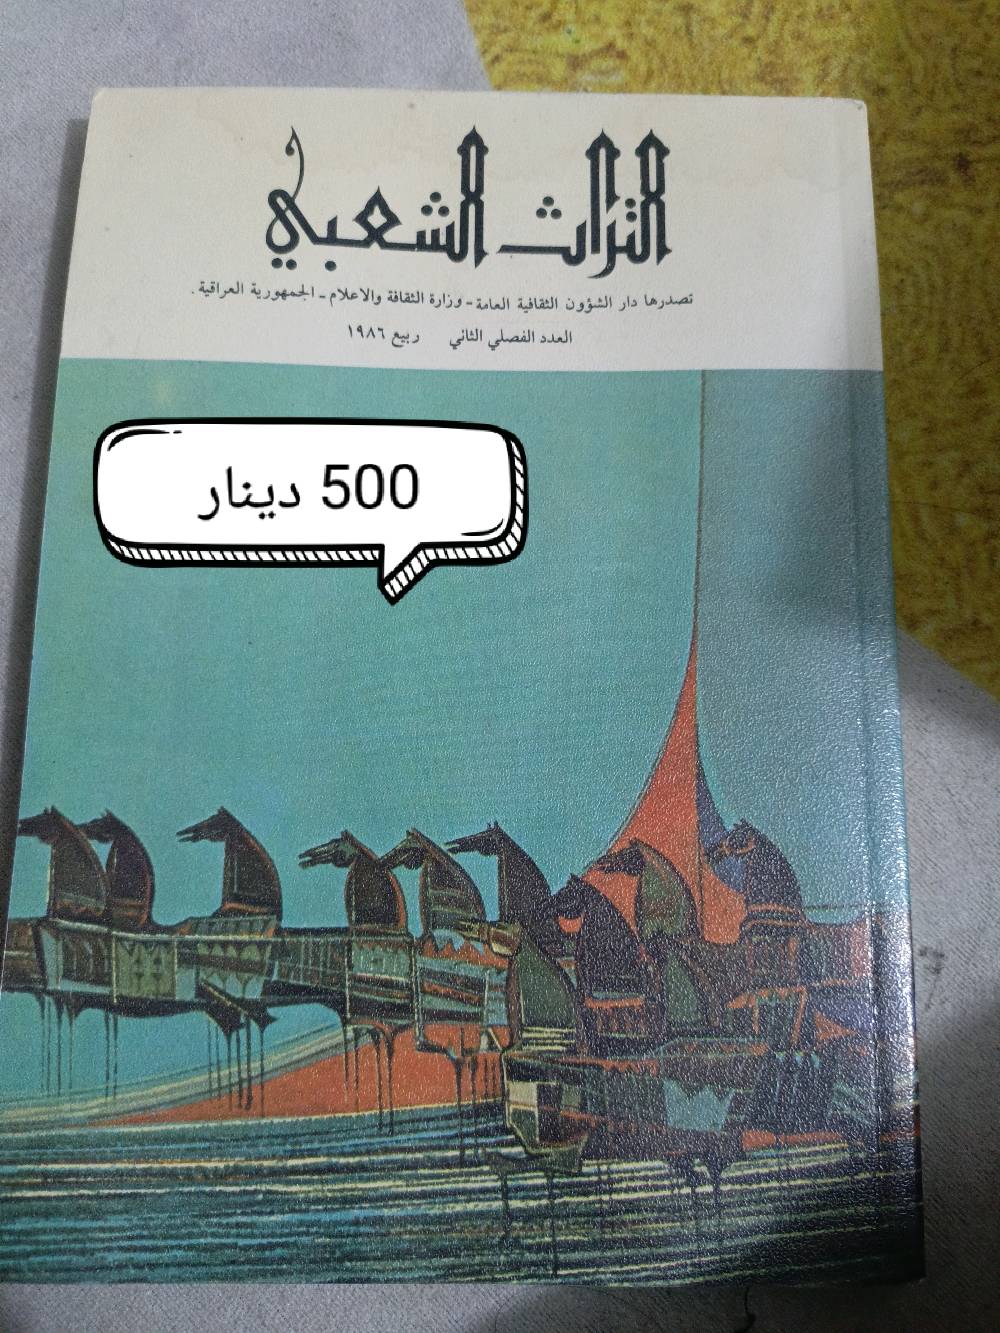 التراث الشعبي
تصدرها دار الشؤون الثقافية العامة - وزارة الثقافة والاعلام - الجمهورية العراقية .
العدد الفصلي الثاني ربيع ١٩٨٦
500 دينار